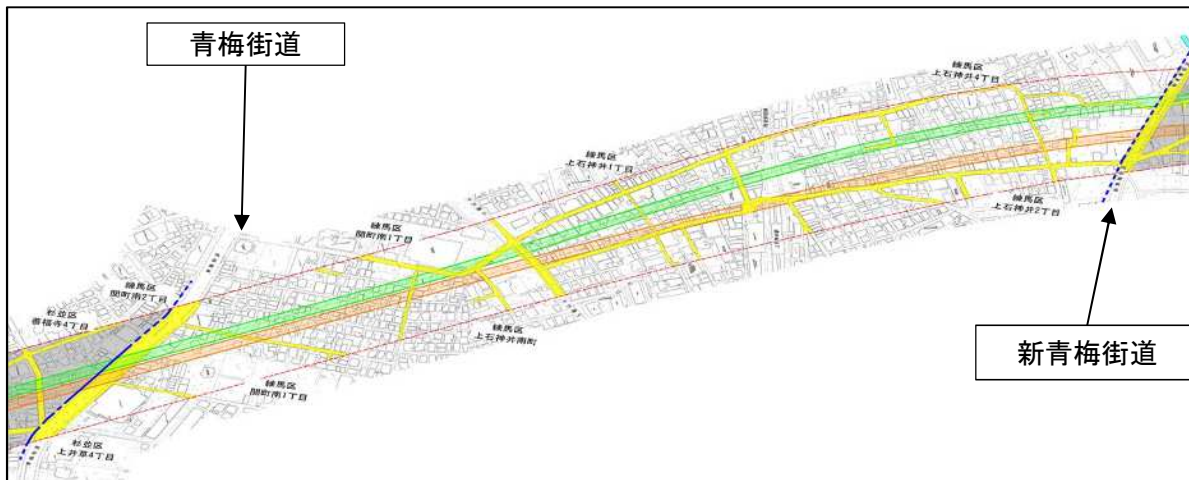 青梅街道
練馬区
上石神井4丁目
練馬区
上石神井1丁目
練馬区
関町南1丁目
練馬区
関町南2丁目
杉並区
善福寺4丁目
練馬区
上石神井2丁目
練馬区
上石神井南町
練馬区
関町南1丁目
杉並区
上井草4丁目
新青梅街道